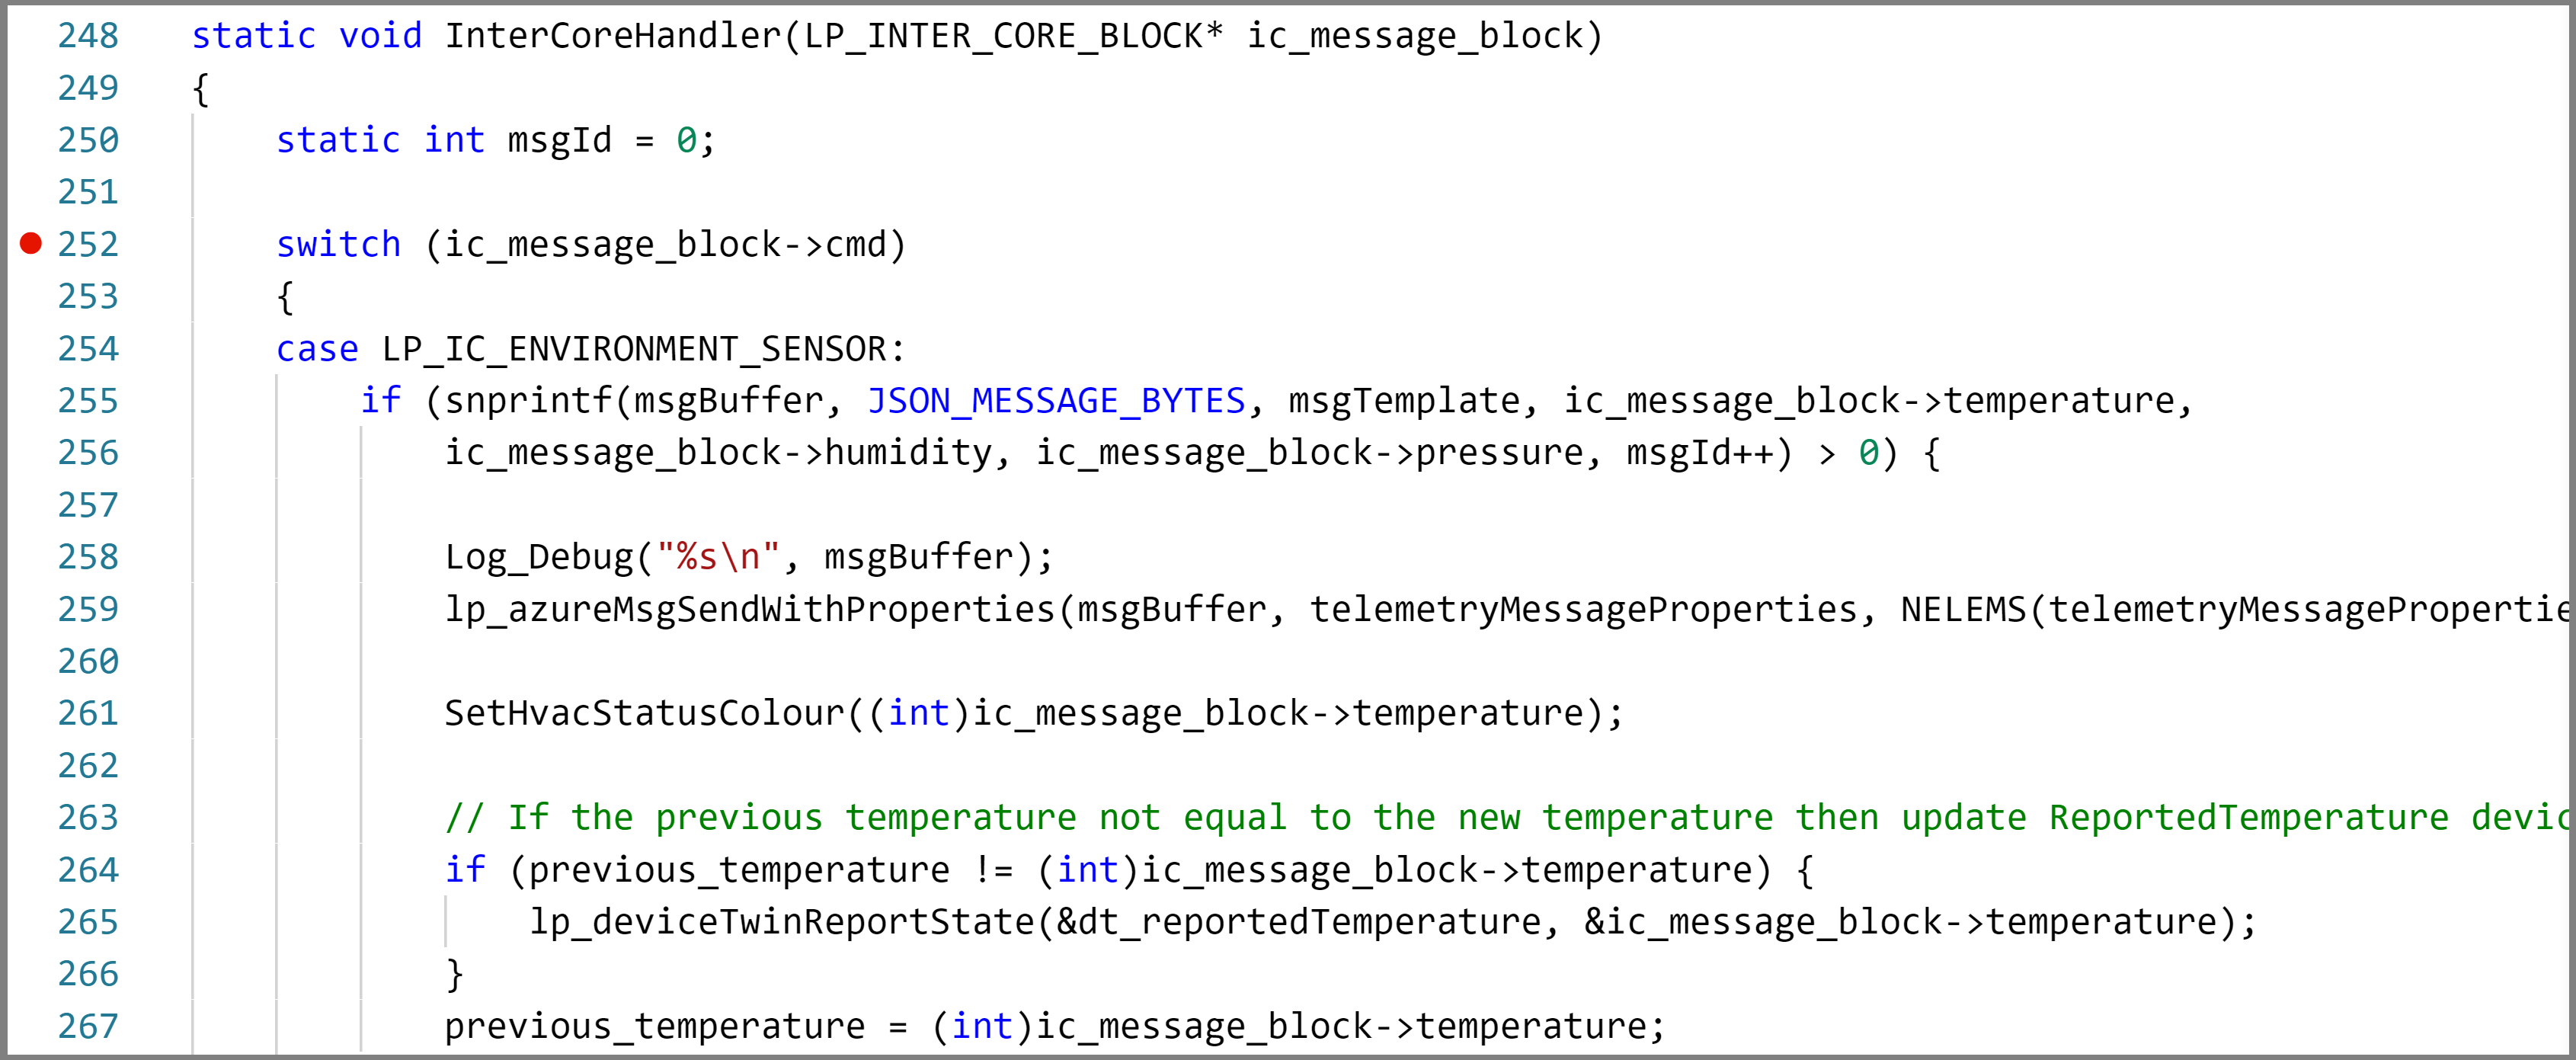 248 static void InterCoreHandler(LP_INTER_CORE_BLOCK* ic_message_block)
249 {
250 static int msgId = 0;
251
252 switch (ic_message_block->cmd)
253 {
254 case LP_IC_ENVIRONMENT_SENSOR:
255 if (snprintf(msgBuffer, JSON_MESSAGE_BYTES, msgTemplate, ic_message_block->temperature,
256 ic_message_block->humidity, ic_message_block->pressure, msgId++) > 0) {
257
258 Log_Debug("%s\n", msgBuffer);
259 lp_azureMsgSendWithProperties(msgBuffer, telemetryMessageProperties, NELEMS(telemetryMessagePropertie
260
261 SetHvacStatusColour((int)ic_message_block->temperature);
262
263 // If the previous temperature not equal to the new temperature then update ReportedTemperature devic
264 if (previous_temperature != (int)ic_message_block->temperature) {
265 lp_deviceTwinReportState(&dt_reportedTemperature, &ic_message_block->temperature);
266 }
267 previous_temperature = (int)ic_message_block->temperature;